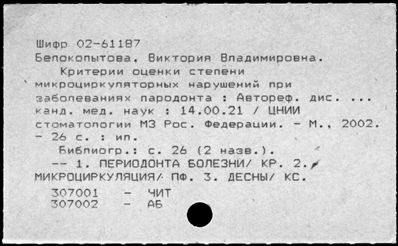 Шифр 02-61187
Белокопытова, Виктория Владимировна.
Критерии оценки степени
микроциркуляторных нарушений при
заболеваниях пародонта : Автореф. дис. ...
канд. мед. наук : 14.00.21 / ЦНИИ
стоматологии МЗ Рос. Федерации. - М., 2002.
- 26 с. : ил.
Библиогр.: с. 26 (2 назв.).
-- 1. ПЕРИОДОНТА БОЛЕЗНИ/ КР. 2.
МИКРОЦИРКУЛЯЦИЯ/ ПФ. 3. ДЕСНЫ/ КС.
307001 - ЧИТ
307002 - АБ